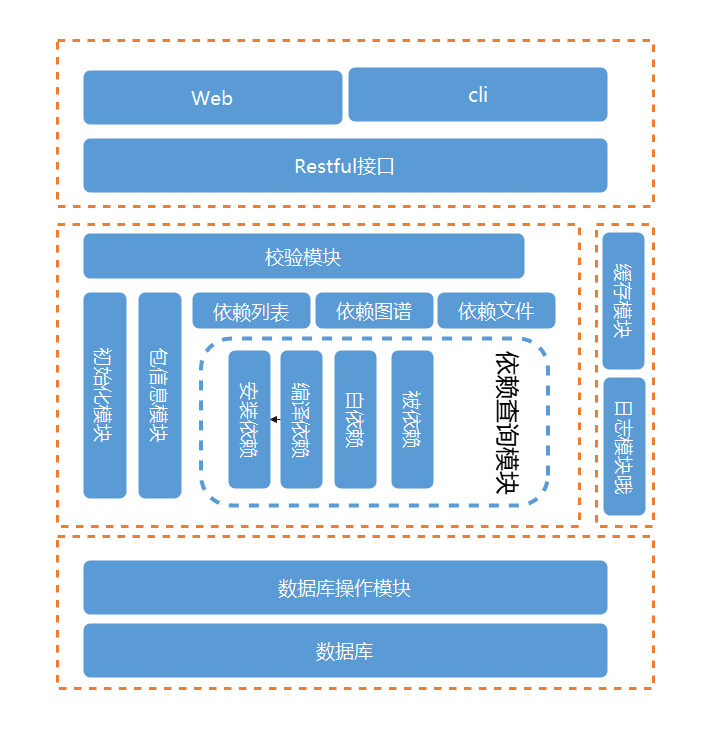 Web
cli
Restful接口
校验模块
初始化模块
包信息模块
依赖列表
依赖图谱
依赖文件
安装依赖
编译依赖
自依赖
被依赖
依赖查询模块
缓存模块
日志模块哦
数据库操作模块
数据库